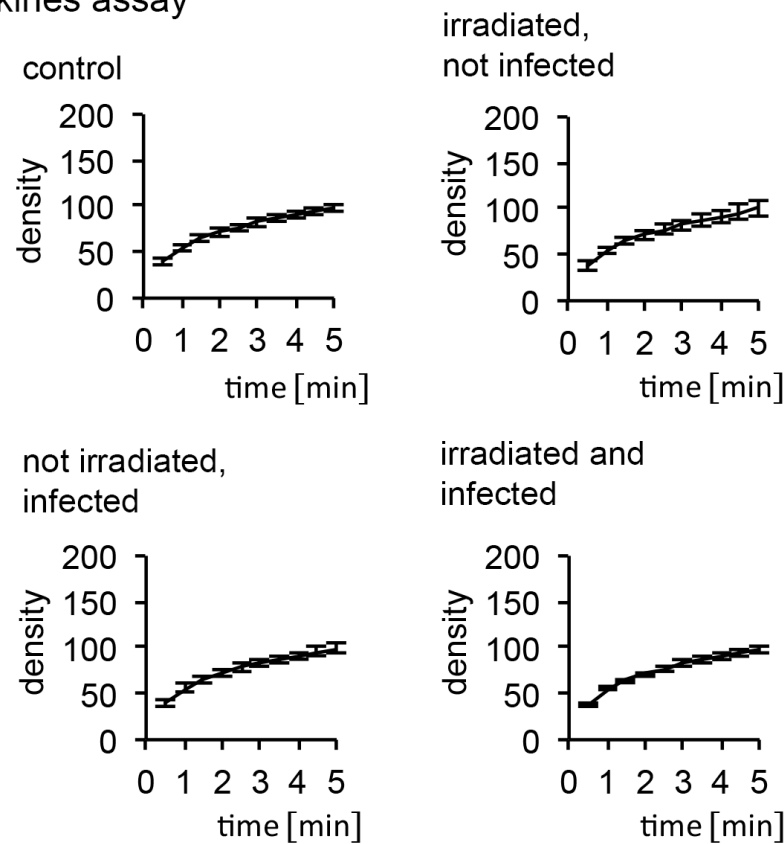 kines assay
control
density
200
150
100
50
0
0 1 2 3 4 5
time [min]
irradiated,
not infected
density
200
150
100
50
0
0 1 2 3 4 5
time [min]
not irradiated,
infected
density
200
150
100
50
0
0 1 2 3 4 5
time [min]
irradiated and
infected
density
200
150
100
50
0
0 1 2 3 4 5
time [min]